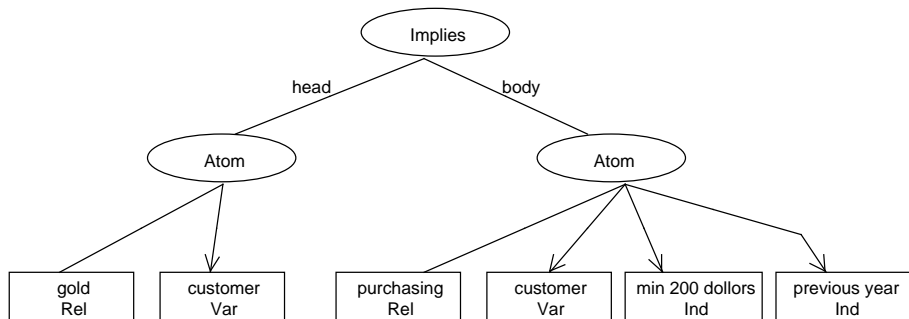 Implies
head
body
Atom
Atom
gold
Rel
customer
Var
purchasing
Rel
customer
Var
min 200 dollors
Ind
previous year
Ind